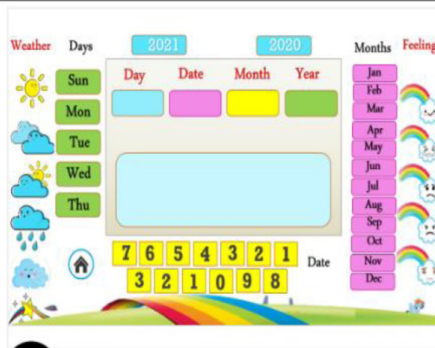 Weather Days 2021 2020 Months Feeling
Day Date Month Year
Sun
Mon
Tue
Wed
Thu
Jan
Feb
Mar
Apr
May
Jun
Jul
Aug
Sep
Oct
Nov
Dec
7 6 5 4 3 2 1 Date
3 2 1 0 9 8